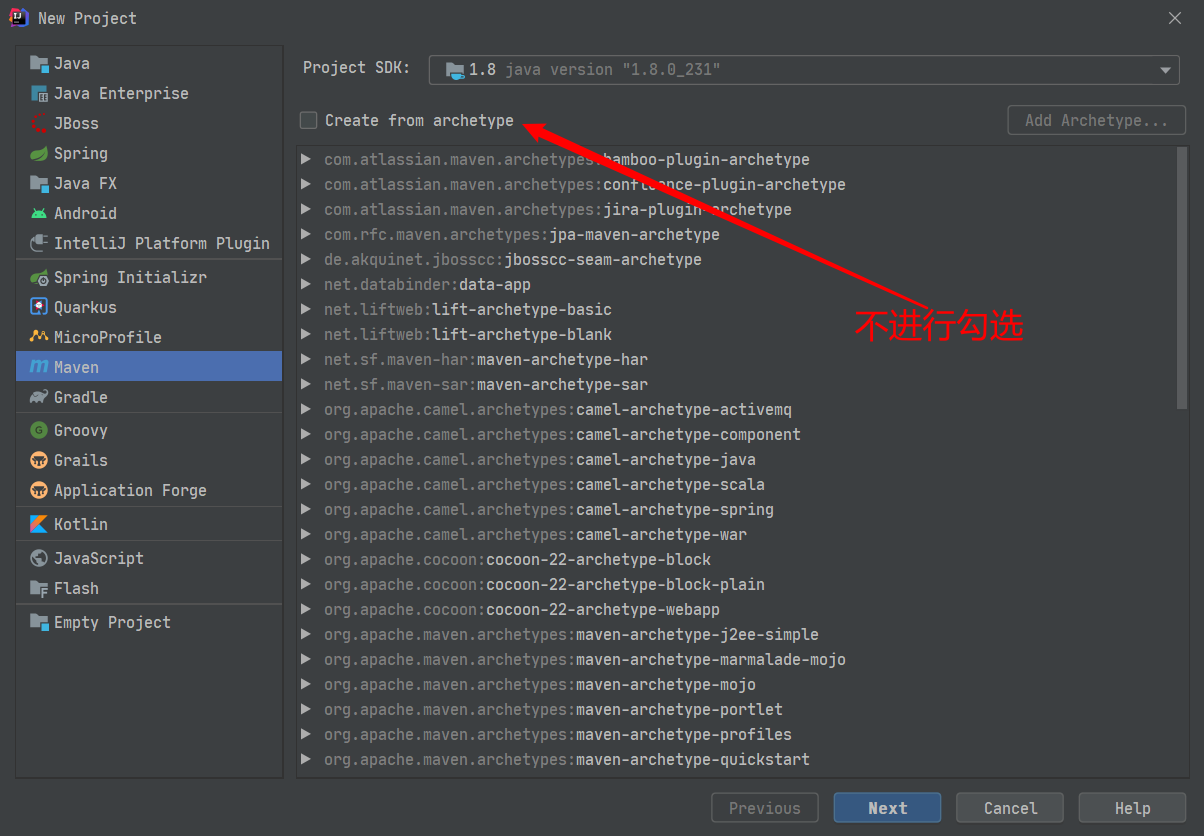 New Project
Java
Java Enterprise
JBoss
Spring
Java FX
Android
IntelliJ Platform Plugin
Spring Initializr
Quarkus
MicroProfile
Maven
Gradle
Groovy
Grails
Application Forge
Kotlin
JavaScript
Flash
Empty Project
Project SDK: 1.8 java version "1.8.0_231"
Create from archetype
Add Archetype...
com.atlassian.maven.archetypes:bamboo-plugin-archetype
com.atlassian.maven.archetypes:confluence-plugin-archetype
com.atlassian.maven.archetypes:jira-plugin-archetype
com.rfc.maven.archetypes:jpa-maven-archetype
de.akquinet.jbosscc:jbosscc-seam-archetype
net.databinder:data-app
net.liftweb:lift-archetype-basic
net.liftweb:lift-archetype-blank
不进行勾选
net.sf.maven-har:maven-archetype-har
net.sf.maven-sar:maven-archetype-sar
org.apache.camel.archetypes:camel-archetype-activemq
org.apache.camel.archetypes:camel-archetype-component
org.apache.camel.archetypes:camel-archetype-java
org.apache.camel.archetypes:camel-archetype-scala
org.apache.camel.archetypes:camel-archetype-spring
org.apache.camel.archetypes:camel-archetype-war
org.apache.cocoon:cocoon-22-archetype-block
org.apache.cocoon:cocoon-22-archetype-block-plain
org.apache.cocoon:cocoon-22-archetype-webapp
org.apache.maven.archetypes:maven-archetype-j2ee-simple
org.apache.maven.archetypes:maven-archetype-marmalade-mojo
org.apache.maven.archetypes:maven-archetype-mojo
org.apache.maven.archetypes:maven-archetype-portlet
org.apache.maven.archetypes:maven-archetype-profiles
org.apache.maven.archetypes:maven-archetype-quickstart
Previous
Next
Cancel
Help